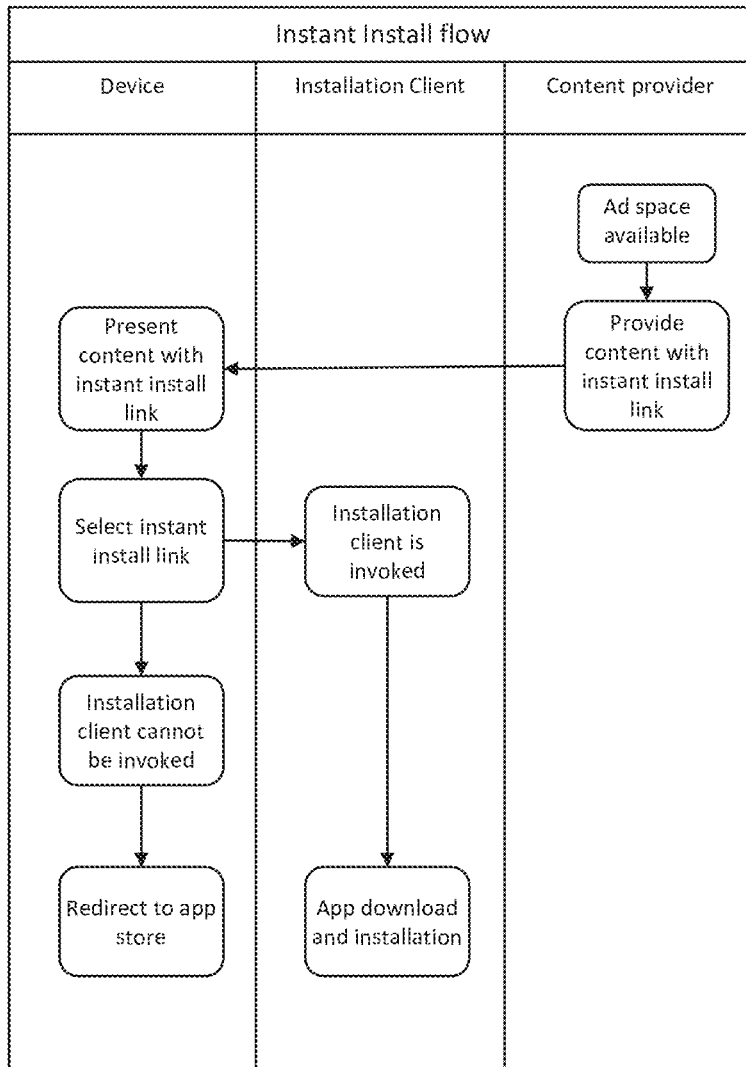 Instant Install flow
Device
Installation Client
Content provider
Ad space
available
Provide
content with
instant install
link
Present
content with
instant install
link
Select instant
install link
Installation
client is
invoked
Installation
client cannot
be invoked
Redirect to app
store
App download
and installation